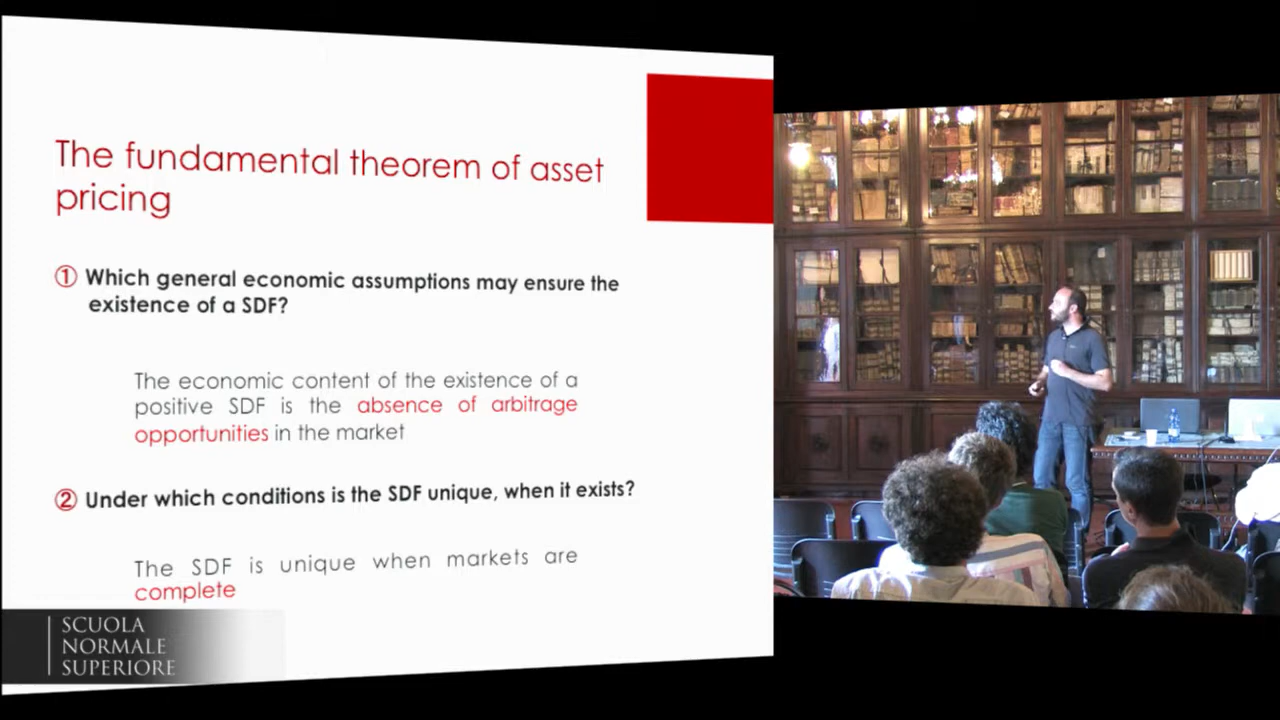 The fundamental theorem of asset
pricing
① Which general economic assumptions may ensure the
existence of a SDF?
The economic content of the existence of a
positive SDF is the absence of arbitrage
opportunities in the market
② Under which conditions is the SDF unique, when it exists?
The SDF is unique when markets are
complete
SCUOLA
NORMALE
SUPERIORE